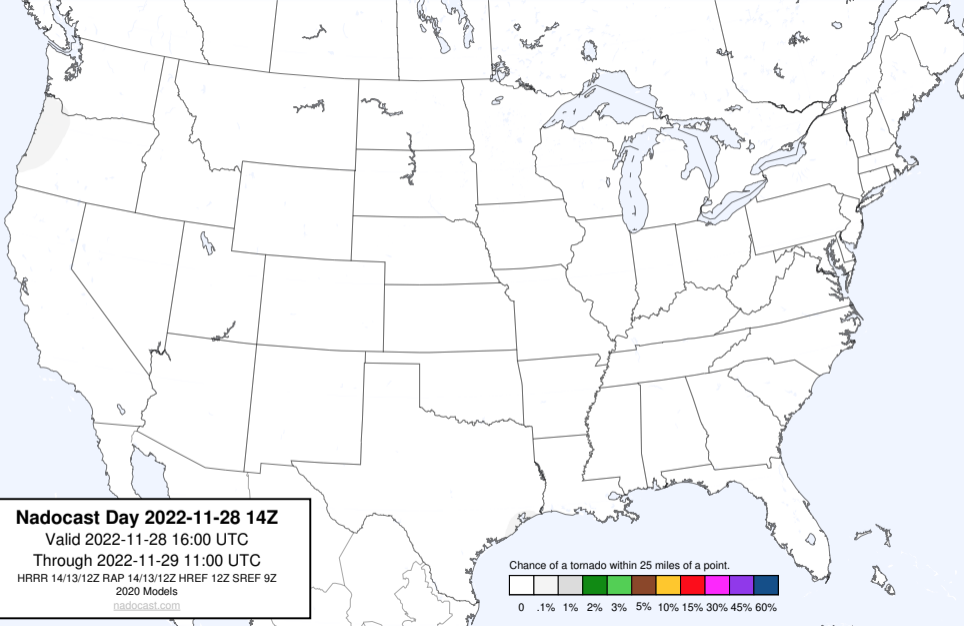 Nadocast Day 2022-11-28 14Z
Valid 2022-11-28 16:00 UTC
Through 2022-11-29 11:00 UTC
HRRR 14/13/12Z RAP 14/13/12Z HREF 12Z SREF 9Z
2020 Models
nadocast.com
Chance of a tornado within 25 miles of a point.
0 .1% 1% 2% 3% 5% 10% 15% 30% 45% 60%